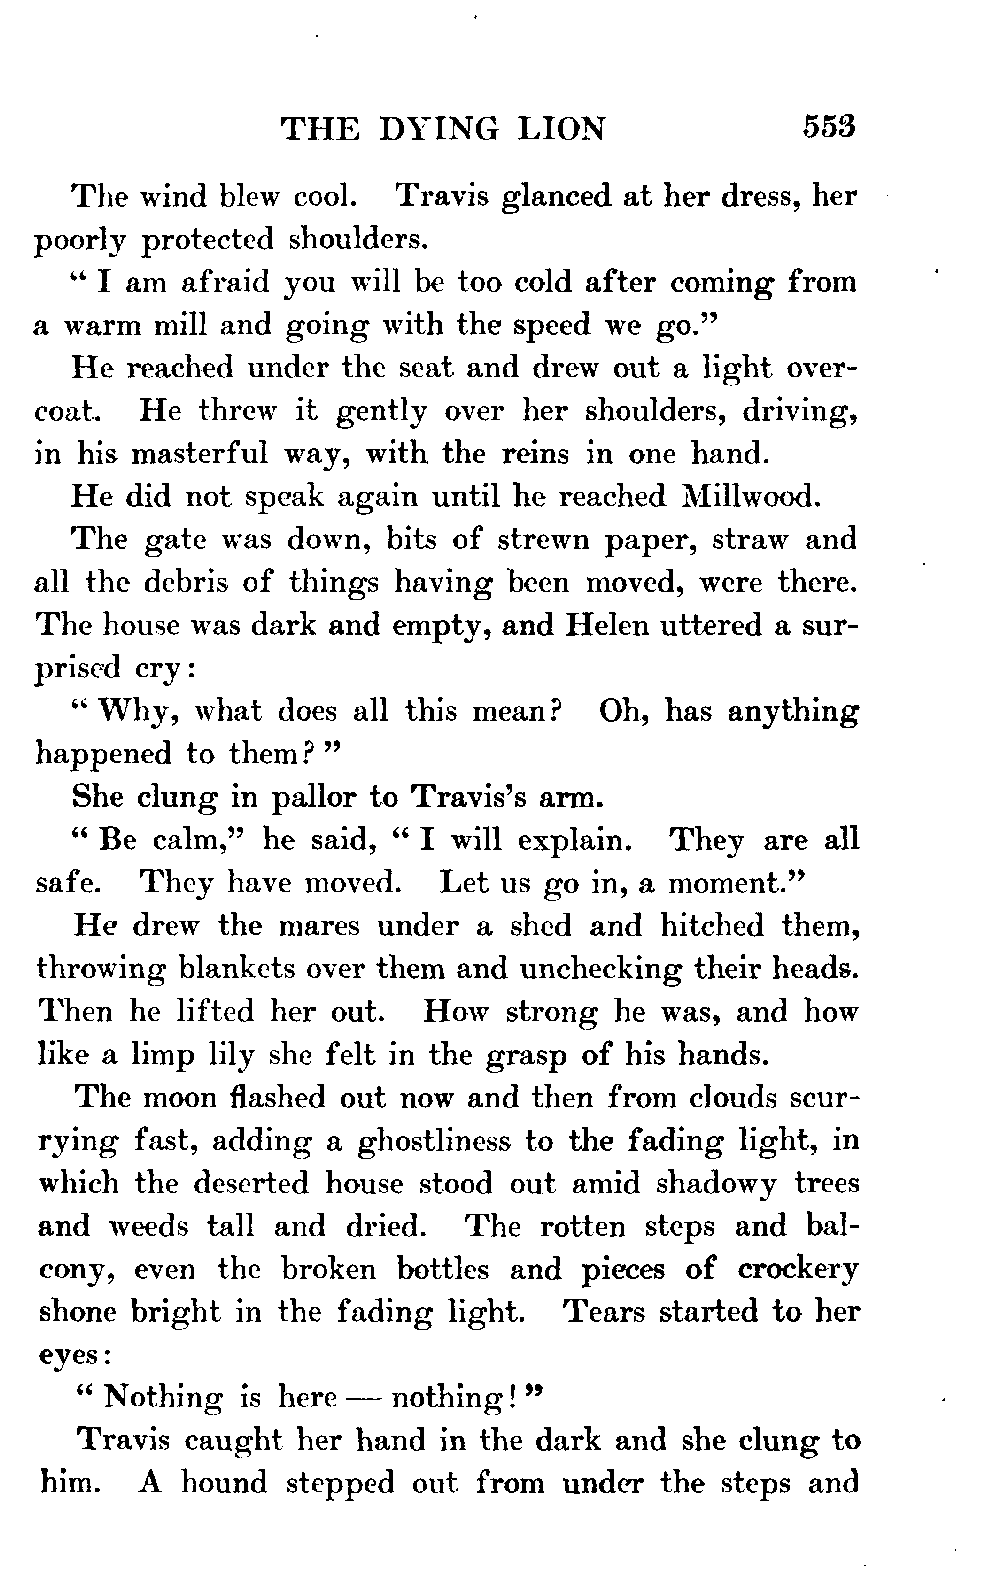 THE DYING LION 553
The wind blew cool. Travis glanced at her dress, her
poorly protected shoulders.
“ I am afraid you will be too cold after coming from
a warm mill and going with the speed we go.”
He reached under the seat and drew out a light over-
coat. He threw it gently over her shoulders, driving,
in his masterful way, with the reins in one hand.
He did not speak again until he reached Millwood.
The gate was down, bits of strewn paper, straw and
all the debris of things having been moved, were there.
The house was dark and empty, and Helen uttered a sur-
prised cry:
“ Why, what does all this mean? Oh, has anything
happened to them? ”
She clung in pallor to Travis’s arm.
“ Be calm,” he said, “ I will explain. They are all
safe. They have moved. Let us go in, a moment.”
He drew the mares under a shed and hitched them,
throwing blankets over them and unchecking their heads.
Then he lifted her out. How strong he was, and how
like a limp lily she felt in the grasp of his hands.
The moon flashed out now and then from clouds scur-
rying fast, adding a ghostliness to the fading light, in
which the deserted house stood out amid shadowy trees
and weeds tall and dried. The rotten steps and bal-
cony, even the broken bottles and pieces of crockery
shone bright in the fading light. Tears started to her
eyes:
“ Nothing is here — nothing! ”
Travis caught her hand in the dark and she clung to
him. A hound stepped out from under the steps and